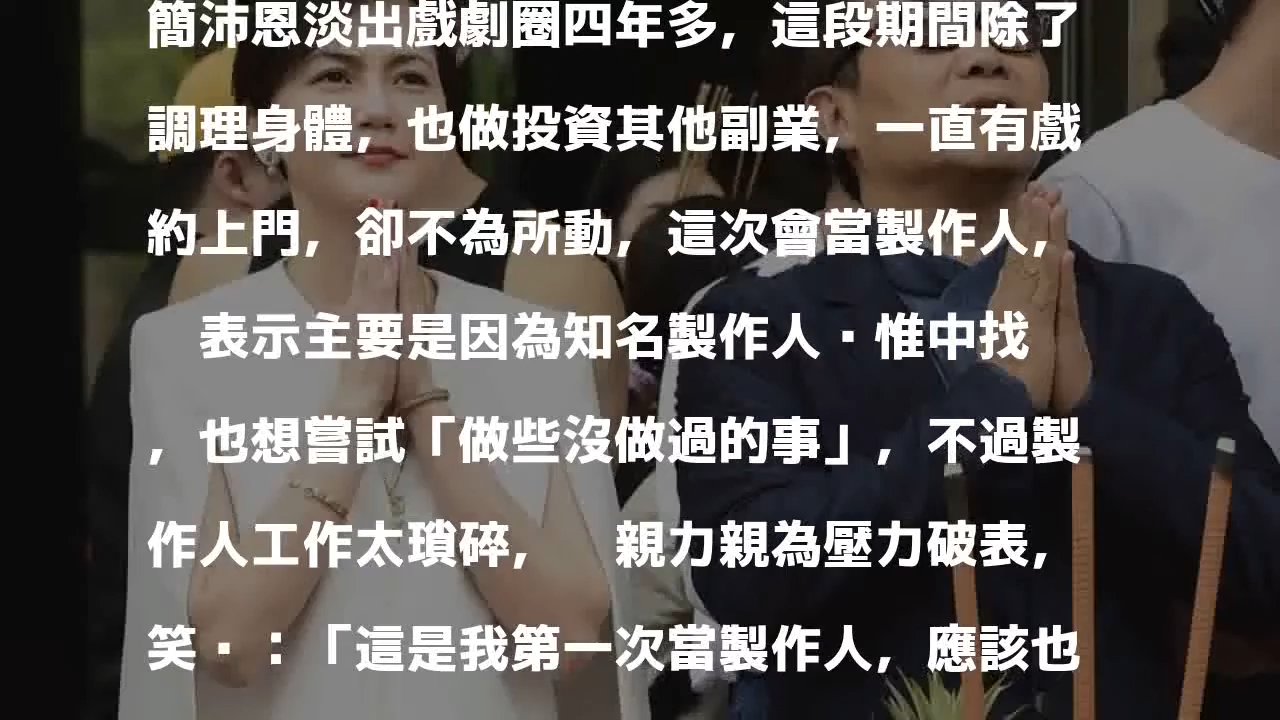 簡沛恩淡出戲劇圈四年多，這段期間除了
調理身體，也做投資其他副業，一直有戲
約上門，卻不為所動，這次會當製作人，
表示主要是因為知名製作人·惟中找
，也想嘗試「做些沒做過的事」，不過製
作人工作太瑣碎，　親力親為壓力破表，
笑·：「這是我第一次當製作人，應該也